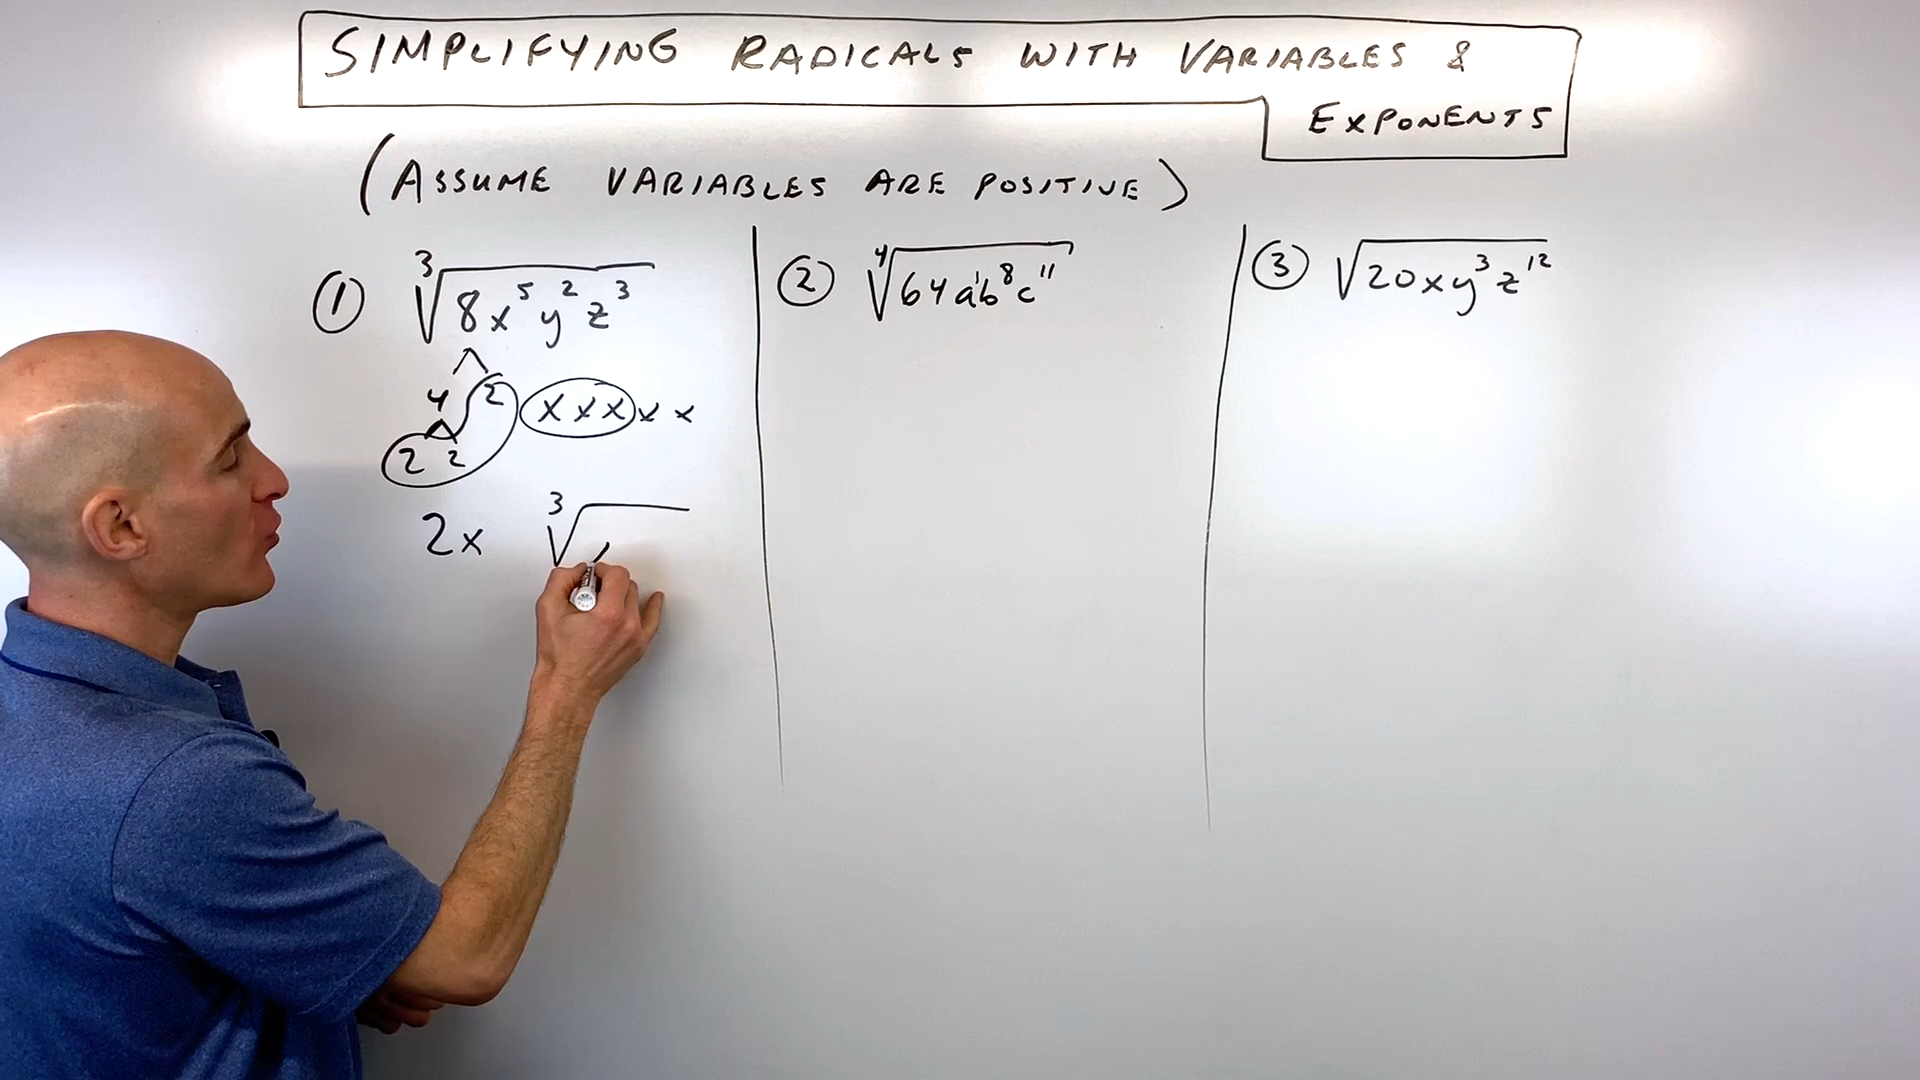 SIMPLIFYING RADICALS WITH VARIABLES &
EXPONENTS
(ASSUME VARIABLES ARE POSITIVE)
① ∛(8x⁵y²z³)
② ∜(64a¹b⁸c¹¹)
③ √(20xy³z¹²)
4 2 x x x x x
2 2
2x ∛